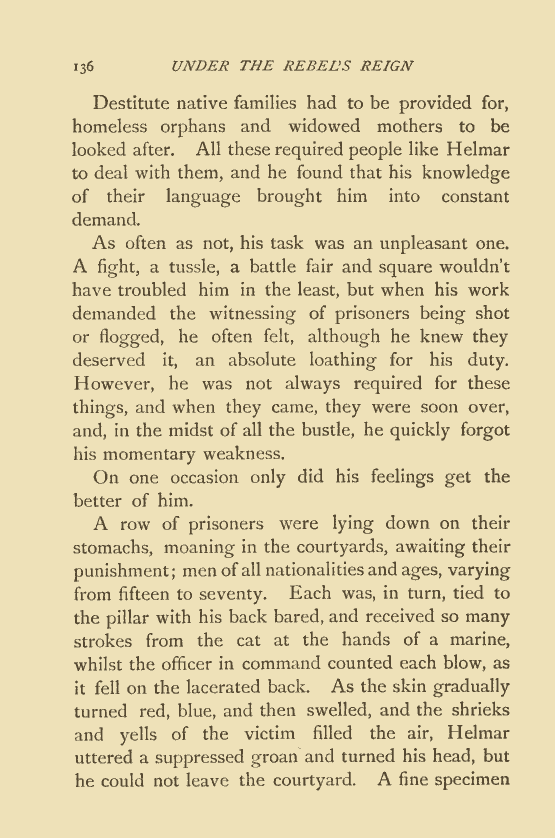 136 UNDER THE REBEL'S REIGN
Destitute native families had to be provided for,
homeless orphans and widowed mothers to be
looked after. All these required people like Helmar
to deal with them, and he found that his knowledge
of their language brought him into constant
demand.
As often as not, his task was an unpleasant one.
A fight, a tussle, a battle fair and square wouldn't
have troubled him in the least, but when his work
demanded the witnessing of prisoners being shot
or flogged, he often felt, although he knew they
deserved it, an absolute loathing for his duty.
However, he was not always required for these
things, and when they came, they were soon over,
and, in the midst of all the bustle, he quickly forgot
his momentary weakness.
On one occasion only did his feelings get the
better of him.
A row of prisoners were lying down on their
stomachs, moaning in the courtyards, awaiting their
punishment; men of all nationalities and ages, varying
from fifteen to seventy. Each was, in turn, tied to
the pillar with his back bared, and received so many
strokes from the cat at the hands of a marine,
whilst the officer in command counted each blow, as
it fell on the lacerated back. As the skin gradually
turned red, blue, and then swelled, and the shrieks
and yells of the victim filled the air, Helmar
uttered a suppressed groan and turned his head, but
he could not leave the courtyard. A fine specimen